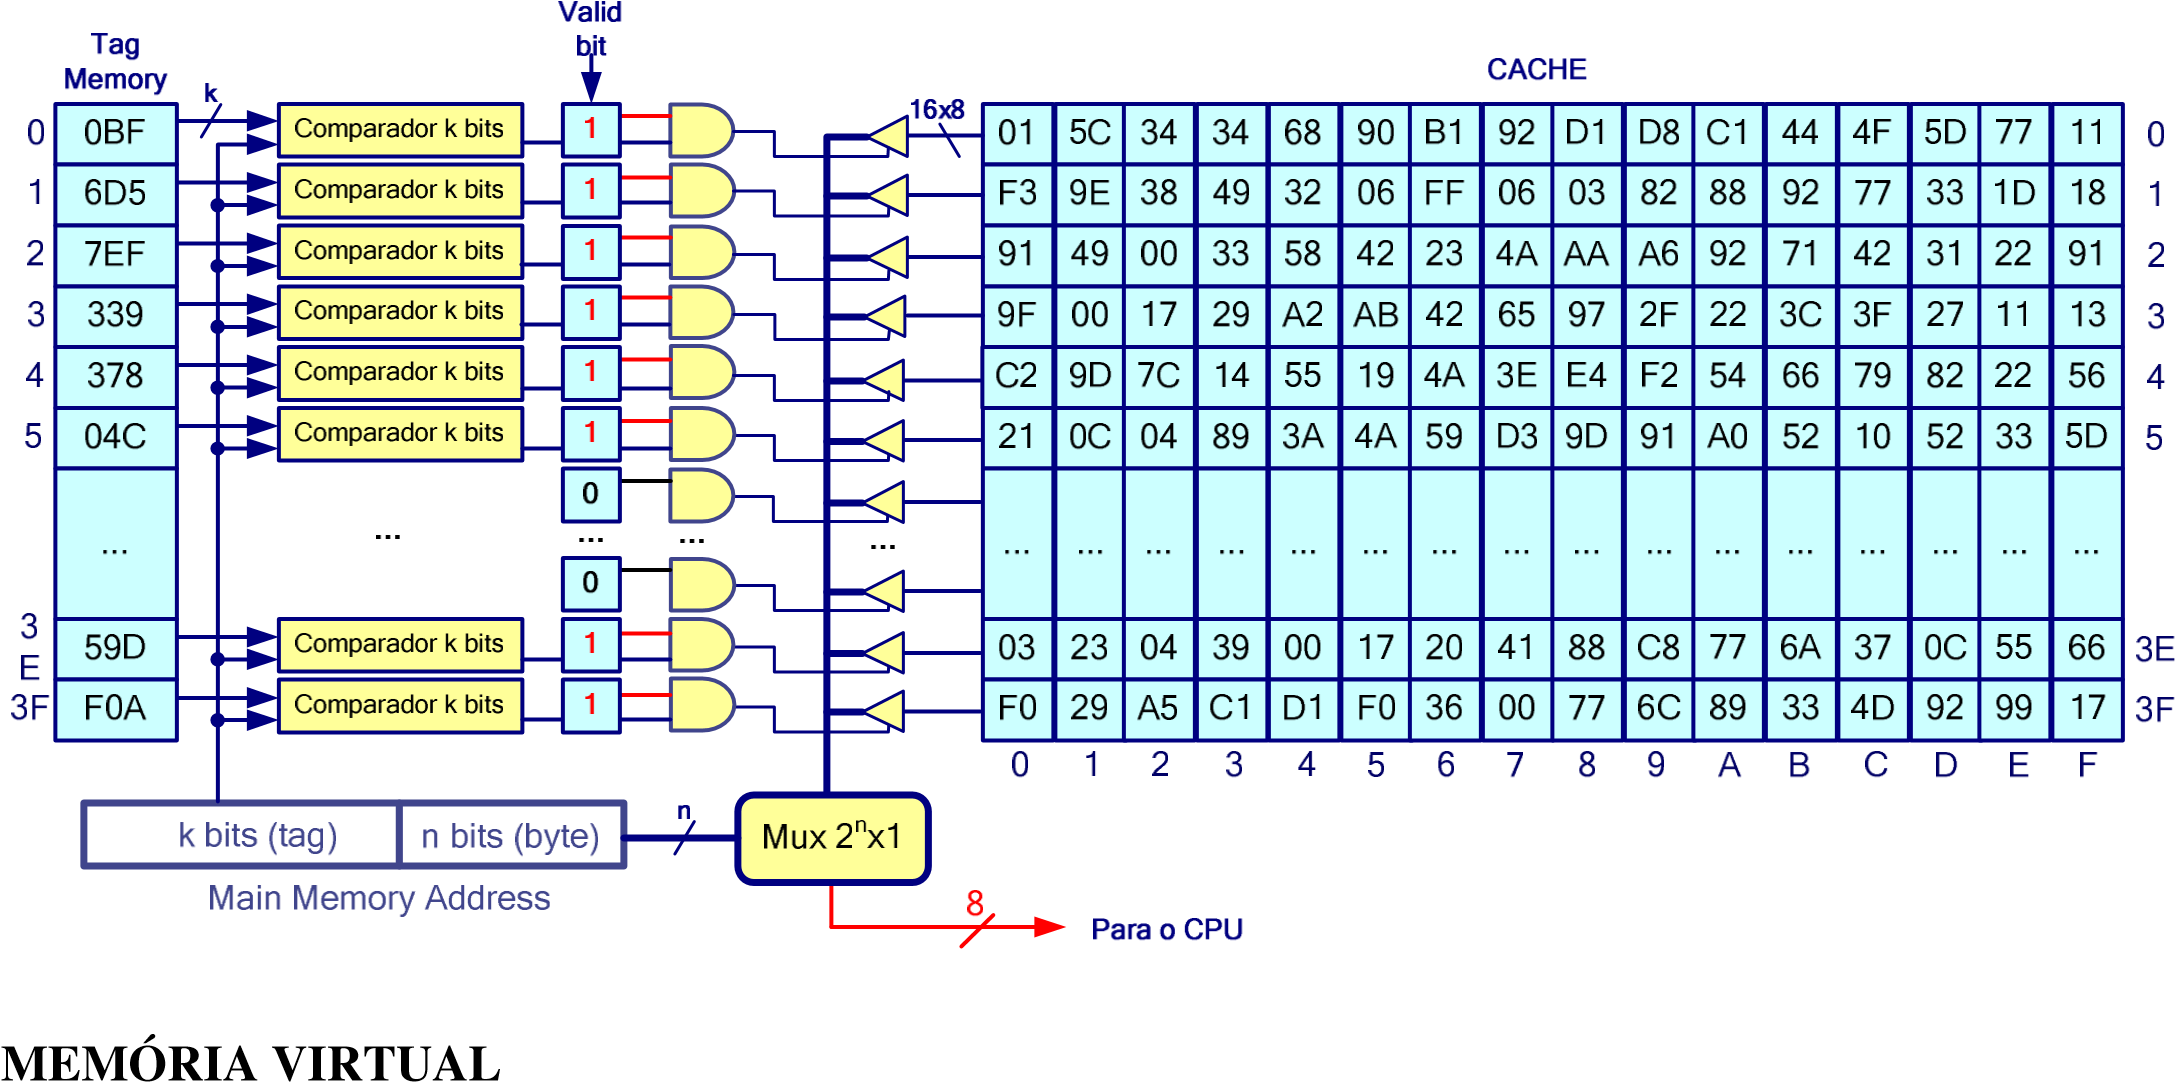 Valid
bit
Tag
Memory
CACHE
k
16x8
0 0BF Comparador k bits 1 01 5C 34 34 68 90 B1 92 D1 D8 C1 44 4F 5D 77 11 0
1 6D5 Comparador k bits 1 F3 9E 38 49 32 06 FF 06 03 82 88 92 77 33 1D 18 1
2 7EF Comparador k bits 1 91 49 00 33 58 42 23 4A AA A6 92 71 42 31 22 91 2
3 339 Comparador k bits 1 9F 00 17 29 A2 AB 42 65 97 2F 22 3C 3F 27 11 13 3
4 378 Comparador k bits 1 C2 9D 7C 14 55 19 4A 3E E4 F2 54 66 79 82 22 56 4
5 04C Comparador k bits 1 21 0C 04 89 3A 4A 59 D3 9D 91 A0 52 10 52 33 5D 5
0
... ... ... ... ... ... ... ... ... ... ... ... ... ... ... ... ... ... ... ... ...
0
3
E 59D Comparador k bits 1 03 23 04 39 00 17 20 41 88 C8 77 6A 37 0C 55 66 3E
3F F0A Comparador k bits 1 F0 29 A5 C1 D1 F0 36 00 77 6C 89 33 4D 92 99 17 3F
0 1 2 3 4 5 6 7 8 9 A B C D E F
k bits (tag) n bits (byte) n Mux 2ⁿx1
Main Memory Address
8
Para o CPU
MEMÓRIA VIRTUAL